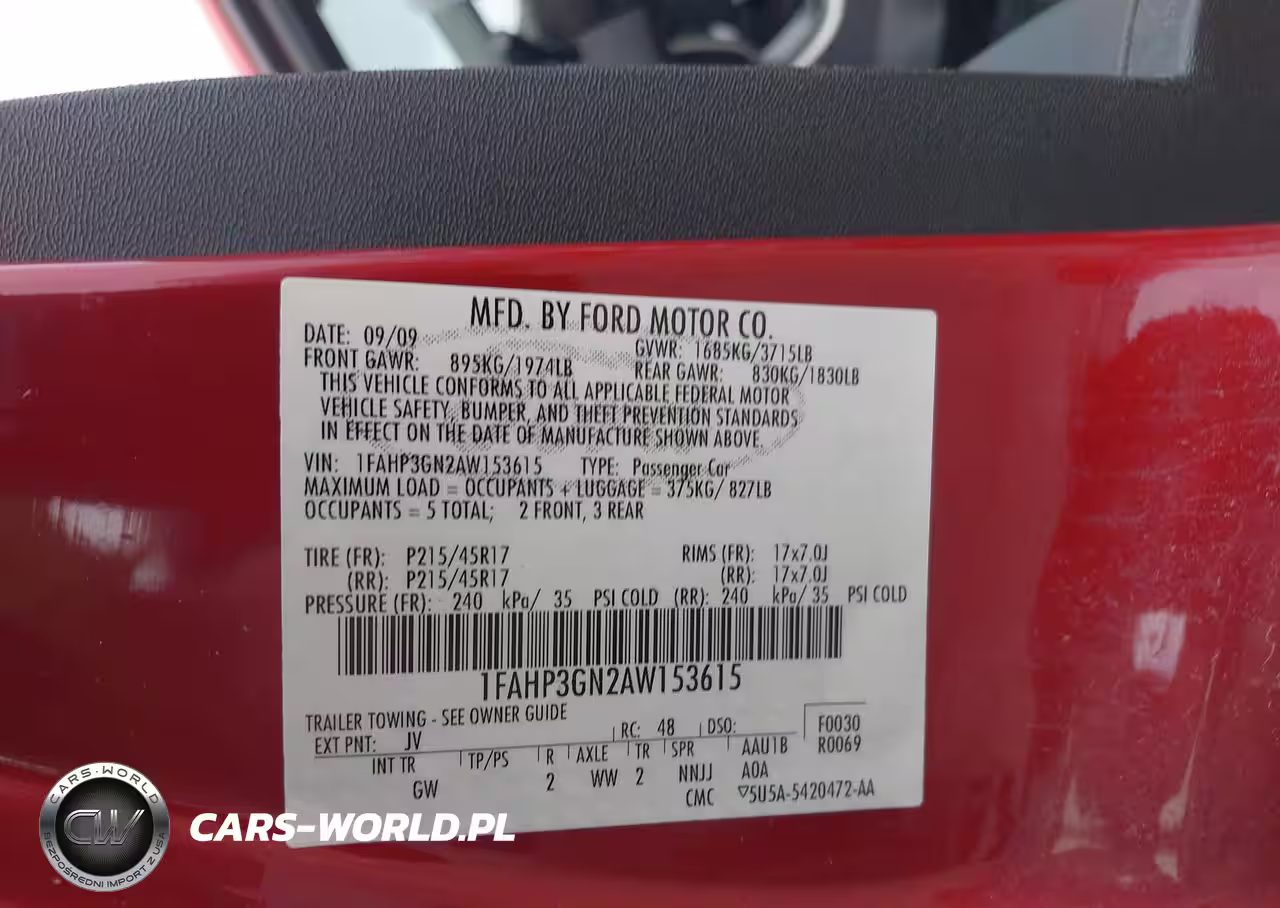 MFD. BY FORD MOTOR CO.
DATE: 09/09 GVWR: 1685KG/3715LB
FRONT GAWR: 895KG/1974LB REAR GAWR: 830KG/1830LB
THIS VEHICLE CONFORMS TO ALL APPLICABLE FEDERAL MOTOR
VEHICLE SAFETY, BUMPER, AND THEFT PREVENTION STANDARDS
IN EFFECT ON THE DATE OF MANUFACTURE SHOWN ABOVE.
VIN: 1FAHP3GN2AW153615 TYPE: Passenger Car
MAXIMUM LOAD = OCCUPANTS + LUGGAGE = 375KG/ 827LB
OCCUPANTS = 5 TOTAL; 2 FRONT, 3 REAR
TIRE (FR): P215/45R17 RIMS (FR): 17x7.0J
(RR): P215/45R17 (RR): 17x7.0J
PRESSURE (FR): 240 kPa/ 35 PSI COLD (RR): 240 kPa/ 35 PSI COLD
1FAHP3GN2AW153615
TRAILER TOWING - SEE OWNER GUIDE
EXT PNT: JV RC: 48 DSO: F0030
INT TR TP/PS R AXLE TR SPR AAU1B R0069
GW 2 WW 2 NNJJ A0A
CMC ▽5U5A-5420472-AA
CARS-WORLD
CW
BEZPOŚREDNI IMPORT Z USA
CARS-WORLD.PL